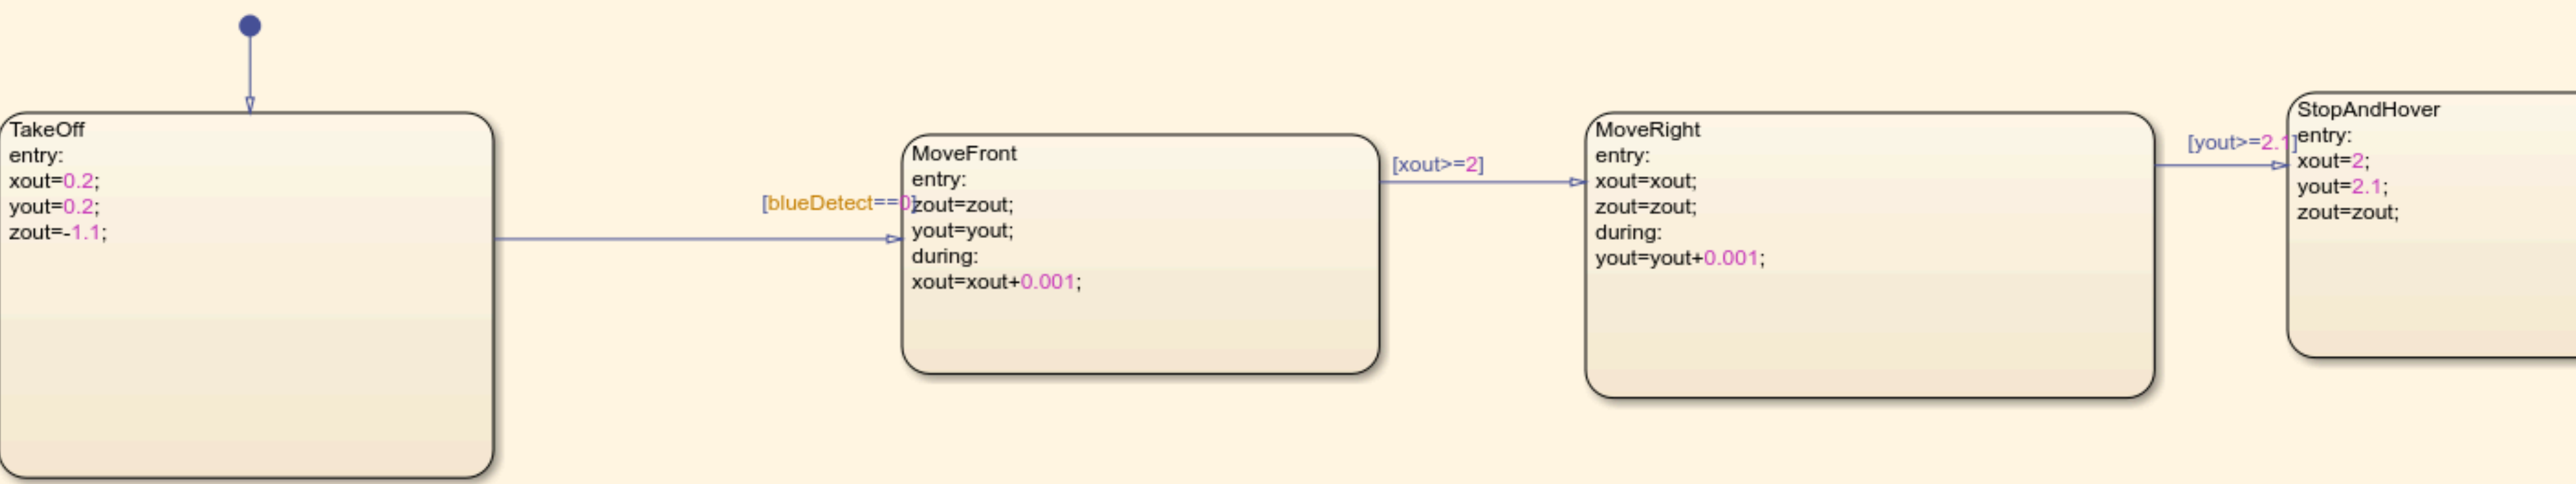 TakeOff
entry:
xout=0.2;
yout=0.2;
zout=-1.1;
[blueDetect==0]
MoveFront
entry:
zout=zout;
yout=yout;
during:
xout=xout+0.001;
[xout>=2]
MoveRight
entry:
xout=xout;
zout=zout;
during:
yout=yout+0.001;
[yout>=2.1]
StopAndHover
entry:
xout=2;
yout=2.1;
zout=zout;